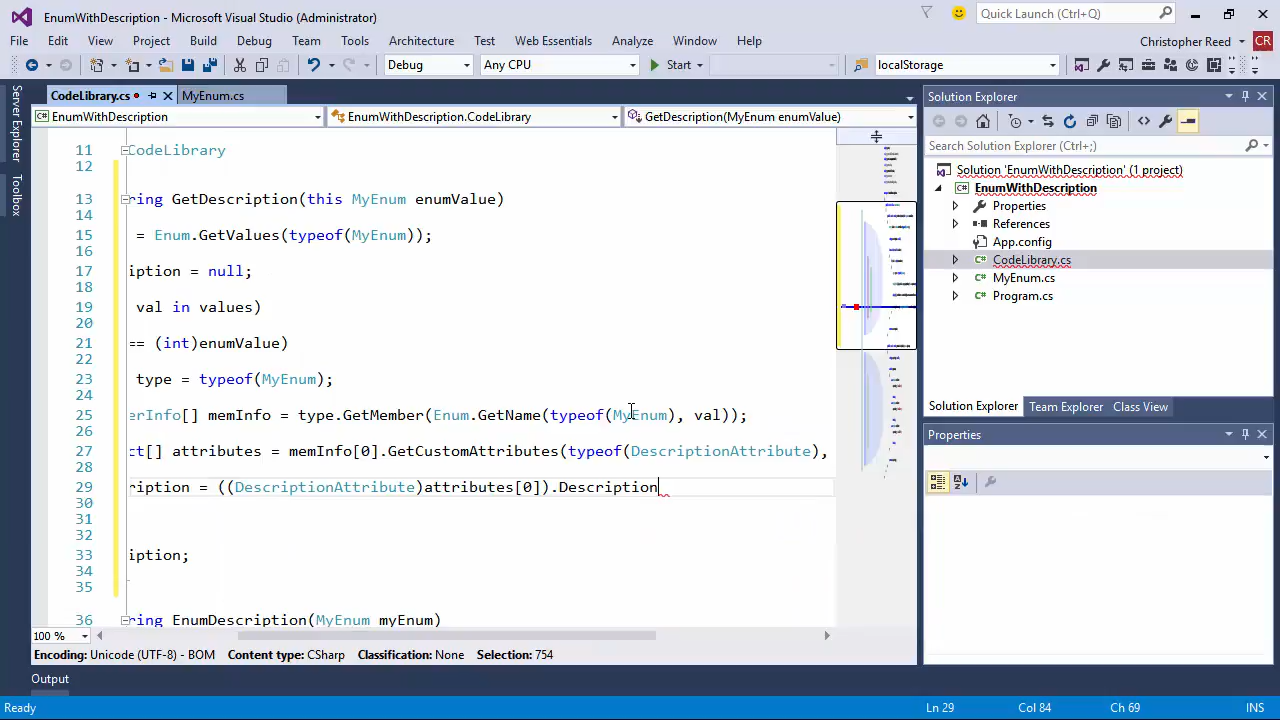 EnumWithDescription - Microsoft Visual Studio (Administrator)
Quick Launch (Ctrl+Q)
File Edit View Project Build Debug Team Tools Architecture Test Web Essentials Analyze Window Help
Christopher Reed CR
Debug Any CPU Start localStorage
Server Explorer
Toolbox
CodeLibrary.cs MyEnum.cs
EnumWithDescription EnumWithDescription.CodeLibrary GetDescription(MyEnum enumValue)
11 CodeLibrary
12
13 ring GetDescription(this MyEnum enumValue)
14
15 = Enum.GetValues(typeof(MyEnum));
16
17 iption = null;
18
19 val in values)
20
21 == (int)enumValue)
22
23 type = typeof(MyEnum);
24
25 erInfo[] memInfo = type.GetMember(Enum.GetName(typeof(MyEnum), val));
26
27 ct[] attributes = memInfo[0].GetCustomAttributes(typeof(DescriptionAttribute),
28
29 ription = ((DescriptionAttribute)attributes[0]).Description
30
31
32
33 iption;
34
35
36 ring EnumDescription(MyEnum myEnum)
100 %
Encoding: Unicode (UTF-8) - BOM Content type: CSharp Classification: None Selection: 754
Output
Solution Explorer
Search Solution Explorer (Ctrl+;)
Solution 'EnumWithDescription' (1 project)
EnumWithDescription
Properties
References
App.config
CodeLibrary.cs
MyEnum.cs
Program.cs
Solution Explorer Team Explorer Class View
Properties
Ready Ln 29 Col 84 Ch 69 INS